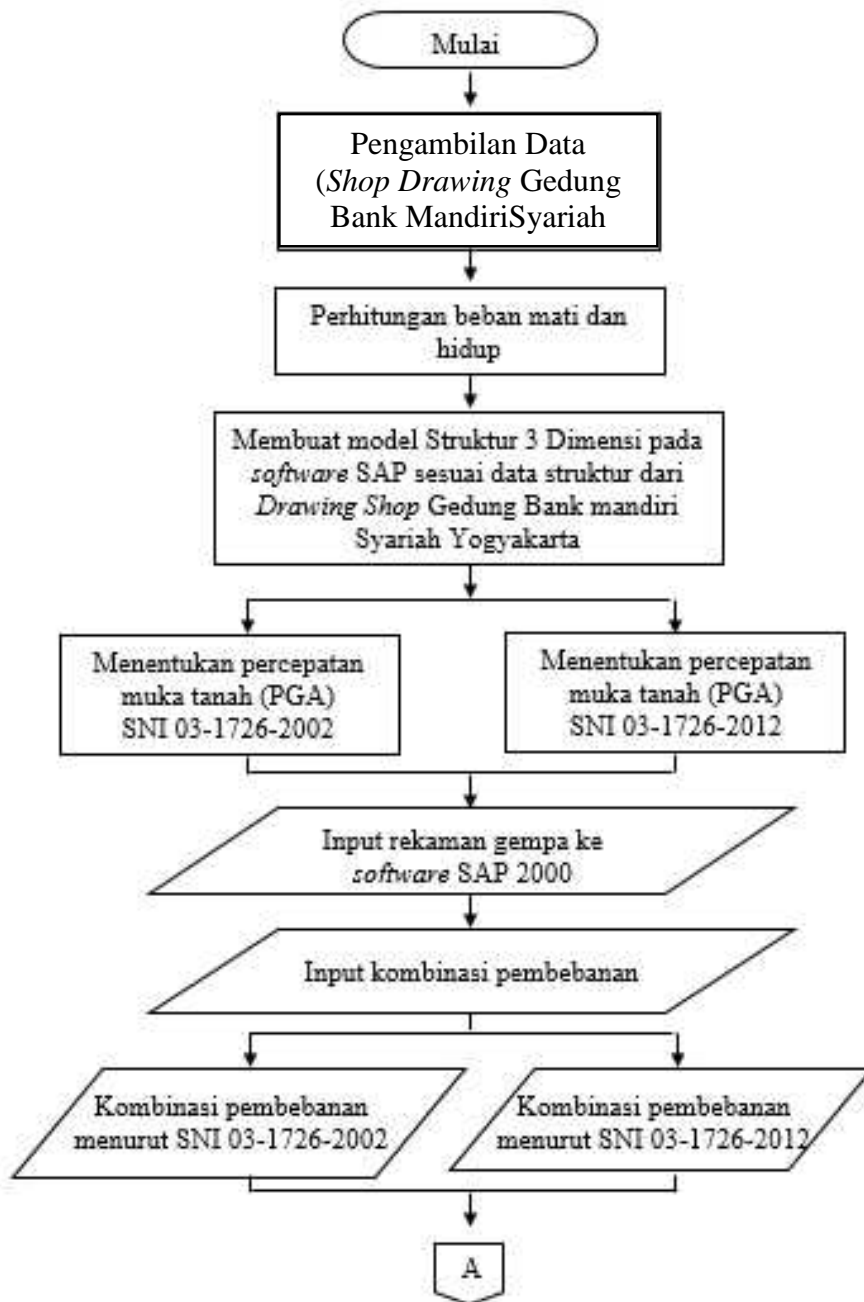 Mulai
Pengambilan Data
(Shop Drawing Gedung
Bank MandiriSyariah
Perhitungan beban mati dan
hidup
Membuat model Struktur 3 Dimensi pada
software SAP sesuai data struktur dari
Drawing Shop Gedung Bank mandiri
Syariah Yogyakarta
Menentukan percepatan
muka tanah (PGA)
SNI 03-1726-2002
Menentukan percepatan
muka tanah (PGA)
SNI 03-1726-2012
Input rekaman gempa ke
software SAP 2000
Input kombinasi pembebanan
Kombinasi pembebanan
menurut SNI 03-1726-2002
Kombinasi pembebanan
menurut SNI 03-1726-2012
A